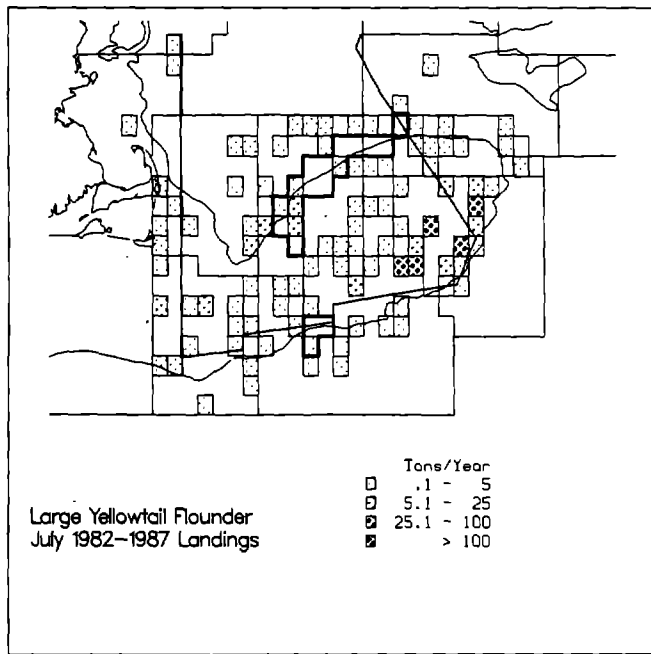 Tons/Year
.1 - 5
5.1 - 25
25.1 - 100
> 100
Large Yellowtail Flounder
July 1982-1987 Landings